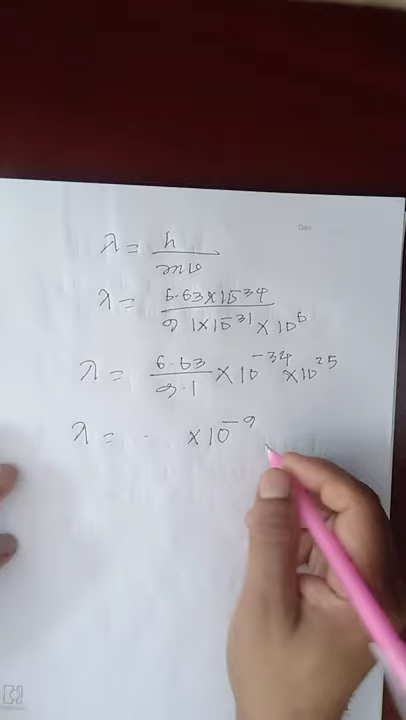 Date
λ = h/mv
λ = 6.63×10⁻³⁴/9.1×10⁻³¹×10⁶
λ = 6.63/9.1 ×10⁻³⁴ ×10²⁵
λ = . ×10⁻⁹